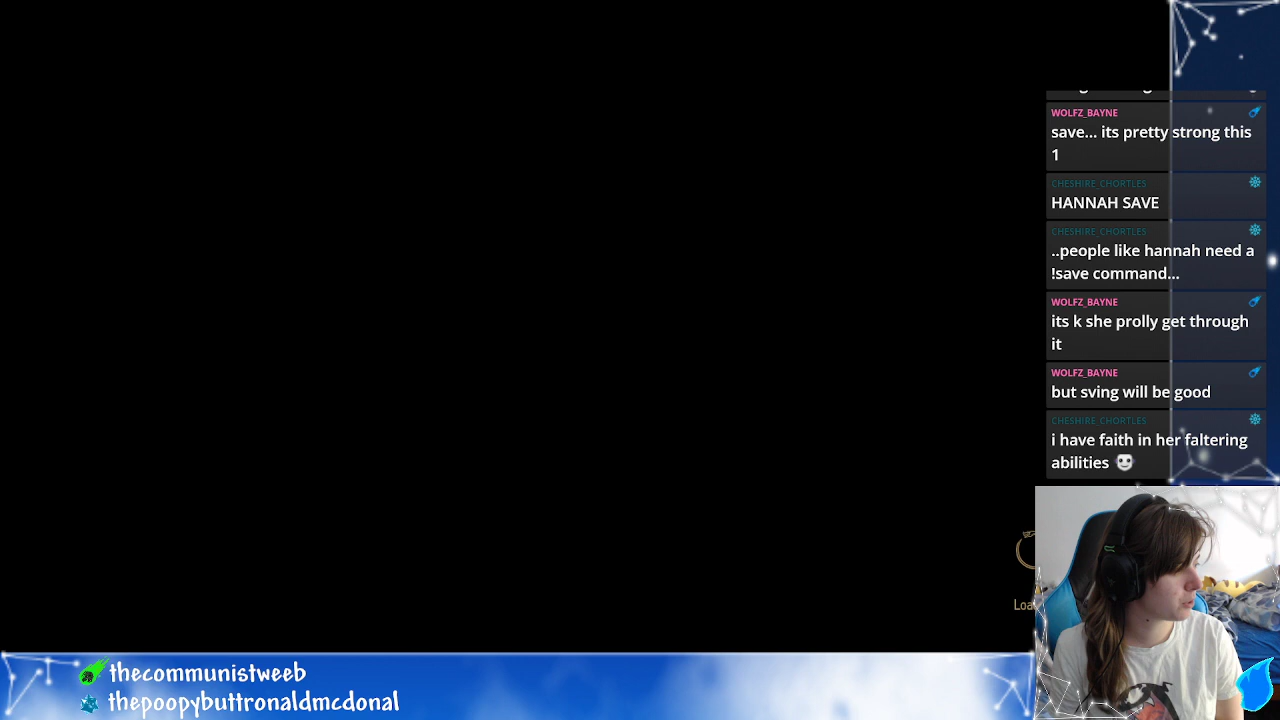 WOLFZ_BAYNE
save... its pretty strong this
1
CHESHIRE_CHORTLES
HANNAH SAVE
CHESHIRE_CHORTLES
..people like hannah need a
!save command...
WOLFZ_BAYNE
its k she prolly get through
it
WOLFZ_BAYNE
but sving will be good
CHESHIRE_CHORTLES
i have faith in her faltering
abilities
Loa
thecommunistweeb
thepoopybuttronaldmcdonal